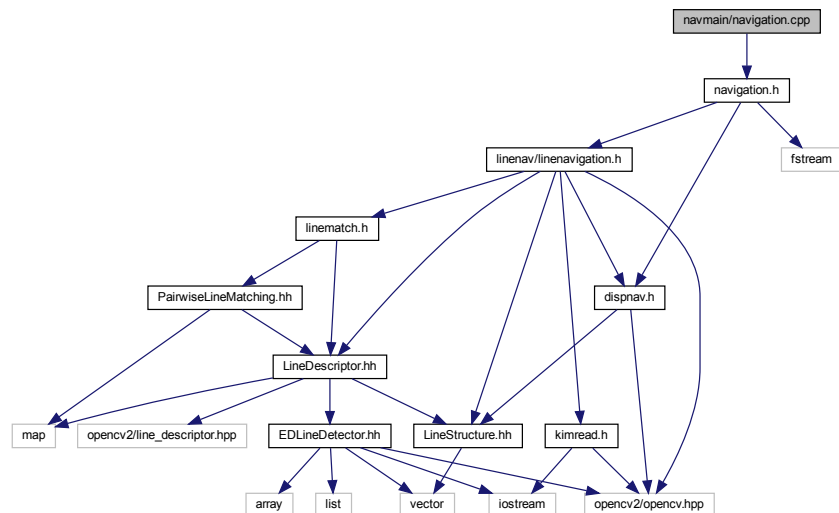 navmain/navigation.cpp
navigation.h
linenav/linenavigation.h
fstream
linematch.h
PairwiseLineMatching.hh
dispnav.h
LineDescriptor.hh
map
opencv2/line_descriptor.hpp
EDLineDetector.hh
LineStructure.hh
kimread.h
array
list
vector
iostream
opencv2/opencv.hpp